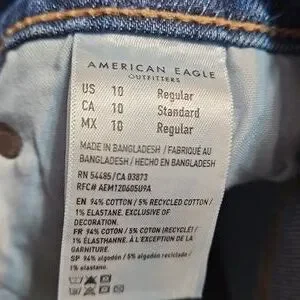 AMERICAN EAGLE
OUTFITTERS
US 10 Regular
CA 10 Standard
MX 10 Regular
MADE IN BANGLADESH / FABRIQUÉ AU
BANGLADESH / HECHO EN BANGLADESH
RN 54485/CA 03873
RFC# AEM120605U9A
EN 94% COTTON / 5% RECYCLED COTTON /
1% ELASTANE. EXCLUSIVE OF
DECORATION.
FR 94% COTON / 5% COTON (RECYCLÉ) /
1% ÉLASTHANNE. À L'EXCEPTION DE LA
GARNITURE.
SP 94% algodón / 5% algodón reciclado /
1% elastano.